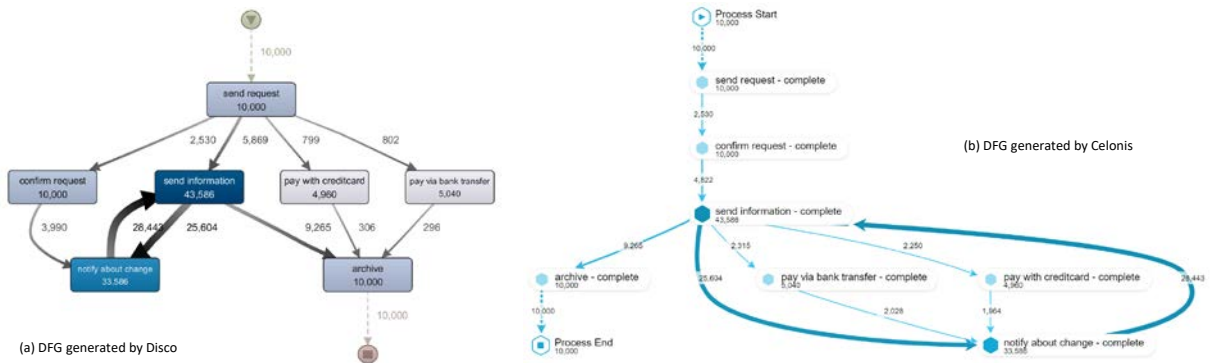 10,000
send request
10,000
2,530
5,869
799
802
confirm request
10,000
send information
43,586
pay with creditcard
4,960
pay via bank transfer
5,040
3,990
28,443
25,604
9,265
306
296
notify about change
33,586
archive
10,000
10,000
(a) DFG generated by Disco
Process Start
10,000
10,000
send request - complete
10,000
2,530
confirm request - complete
10,000
(b) DFG generated by Celonis
4,822
send information - complete
43,586
9,265
2,315
2,250
archive - complete
10,000
25,604
pay via bank transfer - complete
5,040
pay with creditcard - complete
4,960
28,443
10,000
2,028
1,964
Process End
10,000
notify about change - complete
33,586